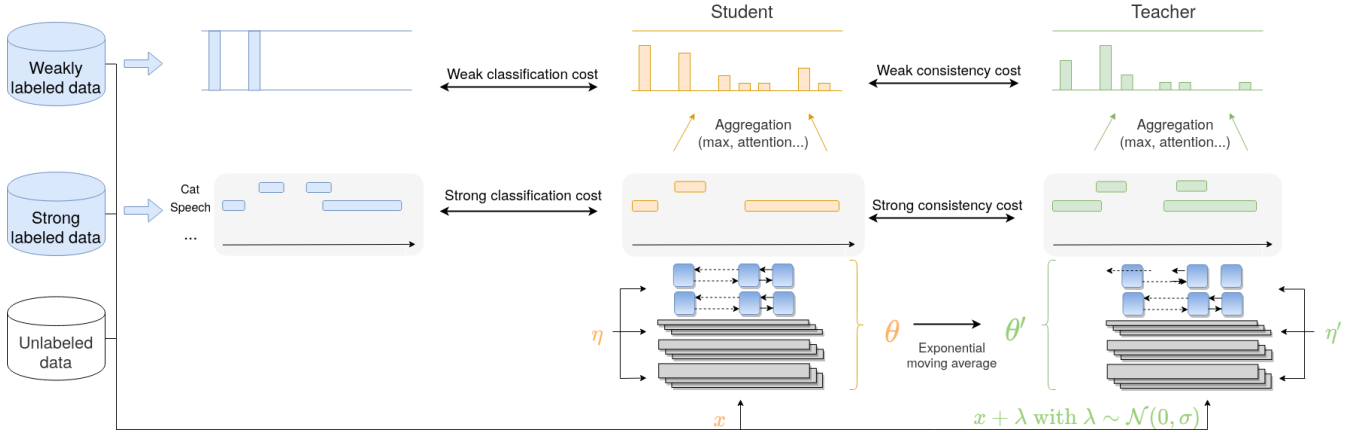 Student
Teacher
Weakly
labeled data
Weak classification cost
Weak consistency cost
Aggregation
(max, attention...)
Aggregation
(max, attention...)
Strong
labeled data
Cat
Speech
...
Strong classification cost
Strong consistency cost
Unlabeled
data
η
θ
Exponential
moving average
θ′
η′
x
x + λ with λ ∼ 𝒩(0, σ)